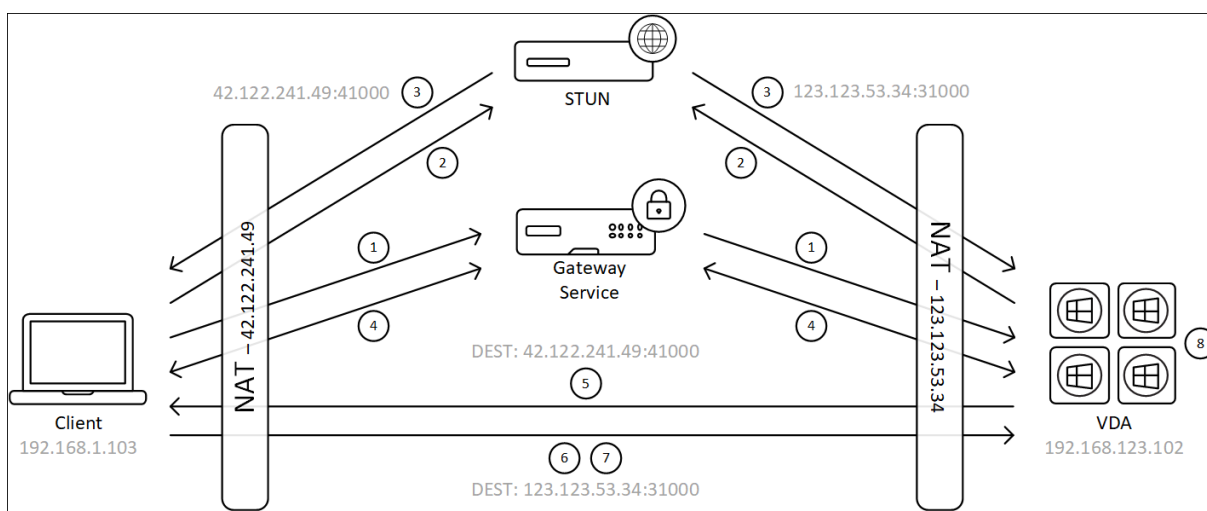 42.122.241.49:41000
3
STUN
3
123.123.53.34:31000
2
2
NAT – 42.122.241.49
NAT – 123.123.53.34
1
Gateway
Service
1
4
4
DEST: 42.122.241.49:41000
5
8
Client
192.168.1.103
VDA
192.168.123.102
6
7
DEST: 123.123.53.34:31000